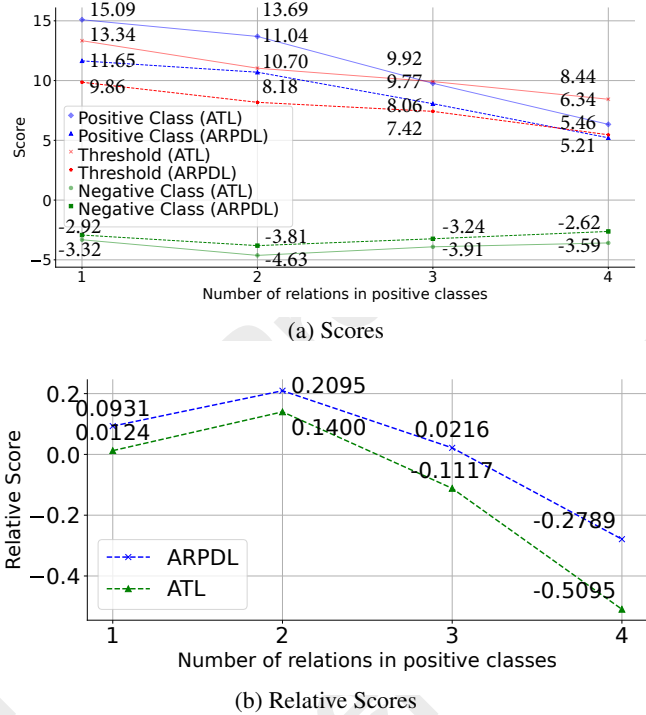 15.09
13.69
15
13.34
11.04
9.92
10
11.65
10.70
9.77
8.44
9.86
8.18
8.06
6.34
7.42
5.46
5.21
5
0
−5
Score
Positive Class (ATL)
Positive Class (ARPDL)
Threshold (ATL)
Threshold (ARPDL)
Negative Class (ATL)
Negative Class (ARPDL)
-2.92
-3.81
-3.24
-2.62
-3.32
-4.63
-3.91
-3.59
1 2 3 4
Number of relations in positive classes
(a) Scores
0.2
0.0931
0.2095
0.0124
0.1400
0.0216
0.0
-0.1117
−0.2
-0.2789
−0.4
-0.5095
Relative Score
ARPDL
ATL
1 2 3 4
Number of relations in positive classes
(b) Relative Scores